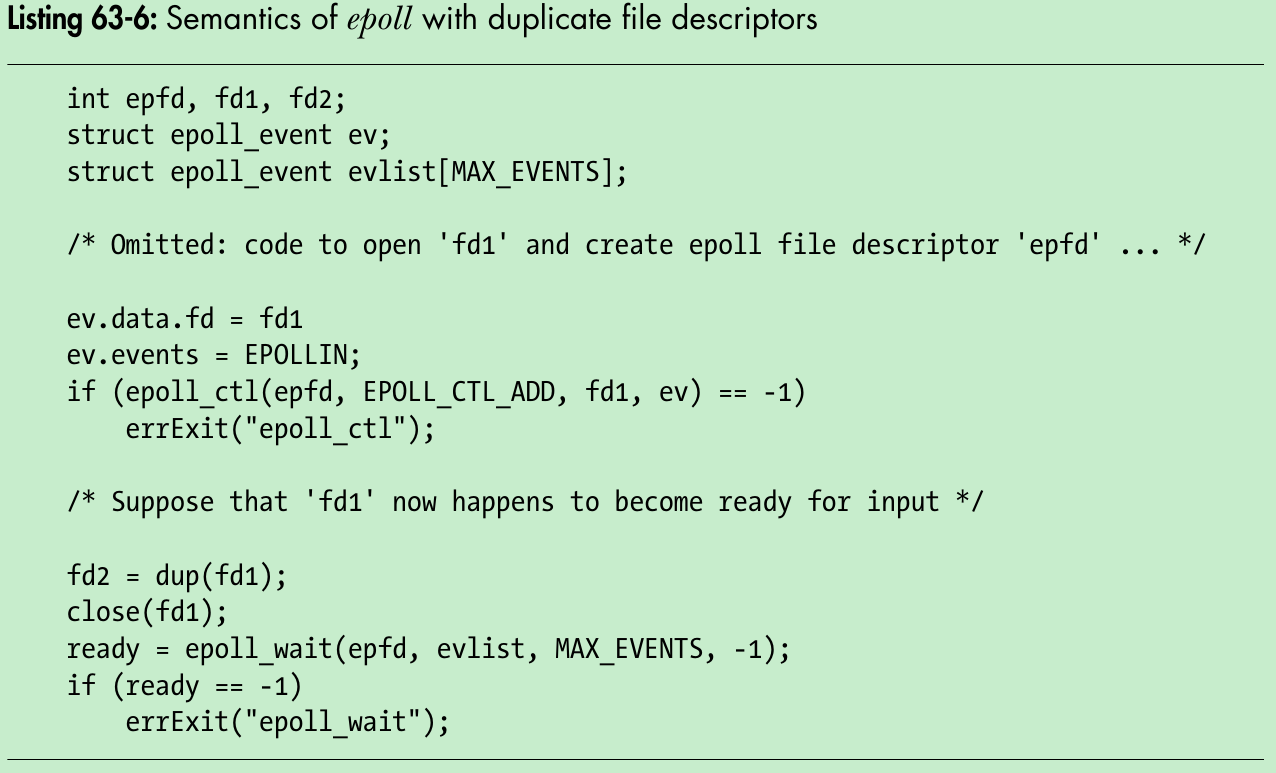 Listing 63-6: Semantics of epoll with duplicate file descriptors
int epfd, fd1, fd2;
struct epoll_event ev;
struct epoll_event evlist[MAX_EVENTS];
/* Omitted: code to open 'fd1' and create epoll file descriptor 'epfd' ... */
ev.data.fd = fd1
ev.events = EPOLLIN;
if (epoll_ctl(epfd, EPOLL_CTL_ADD, fd1, ev) == -1)
    errExit("epoll_ctl");
/* Suppose that 'fd1' now happens to become ready for input */
fd2 = dup(fd1);
close(fd1);
ready = epoll_wait(epfd, evlist, MAX_EVENTS, -1);
if (ready == -1)
    errExit("epoll_wait");